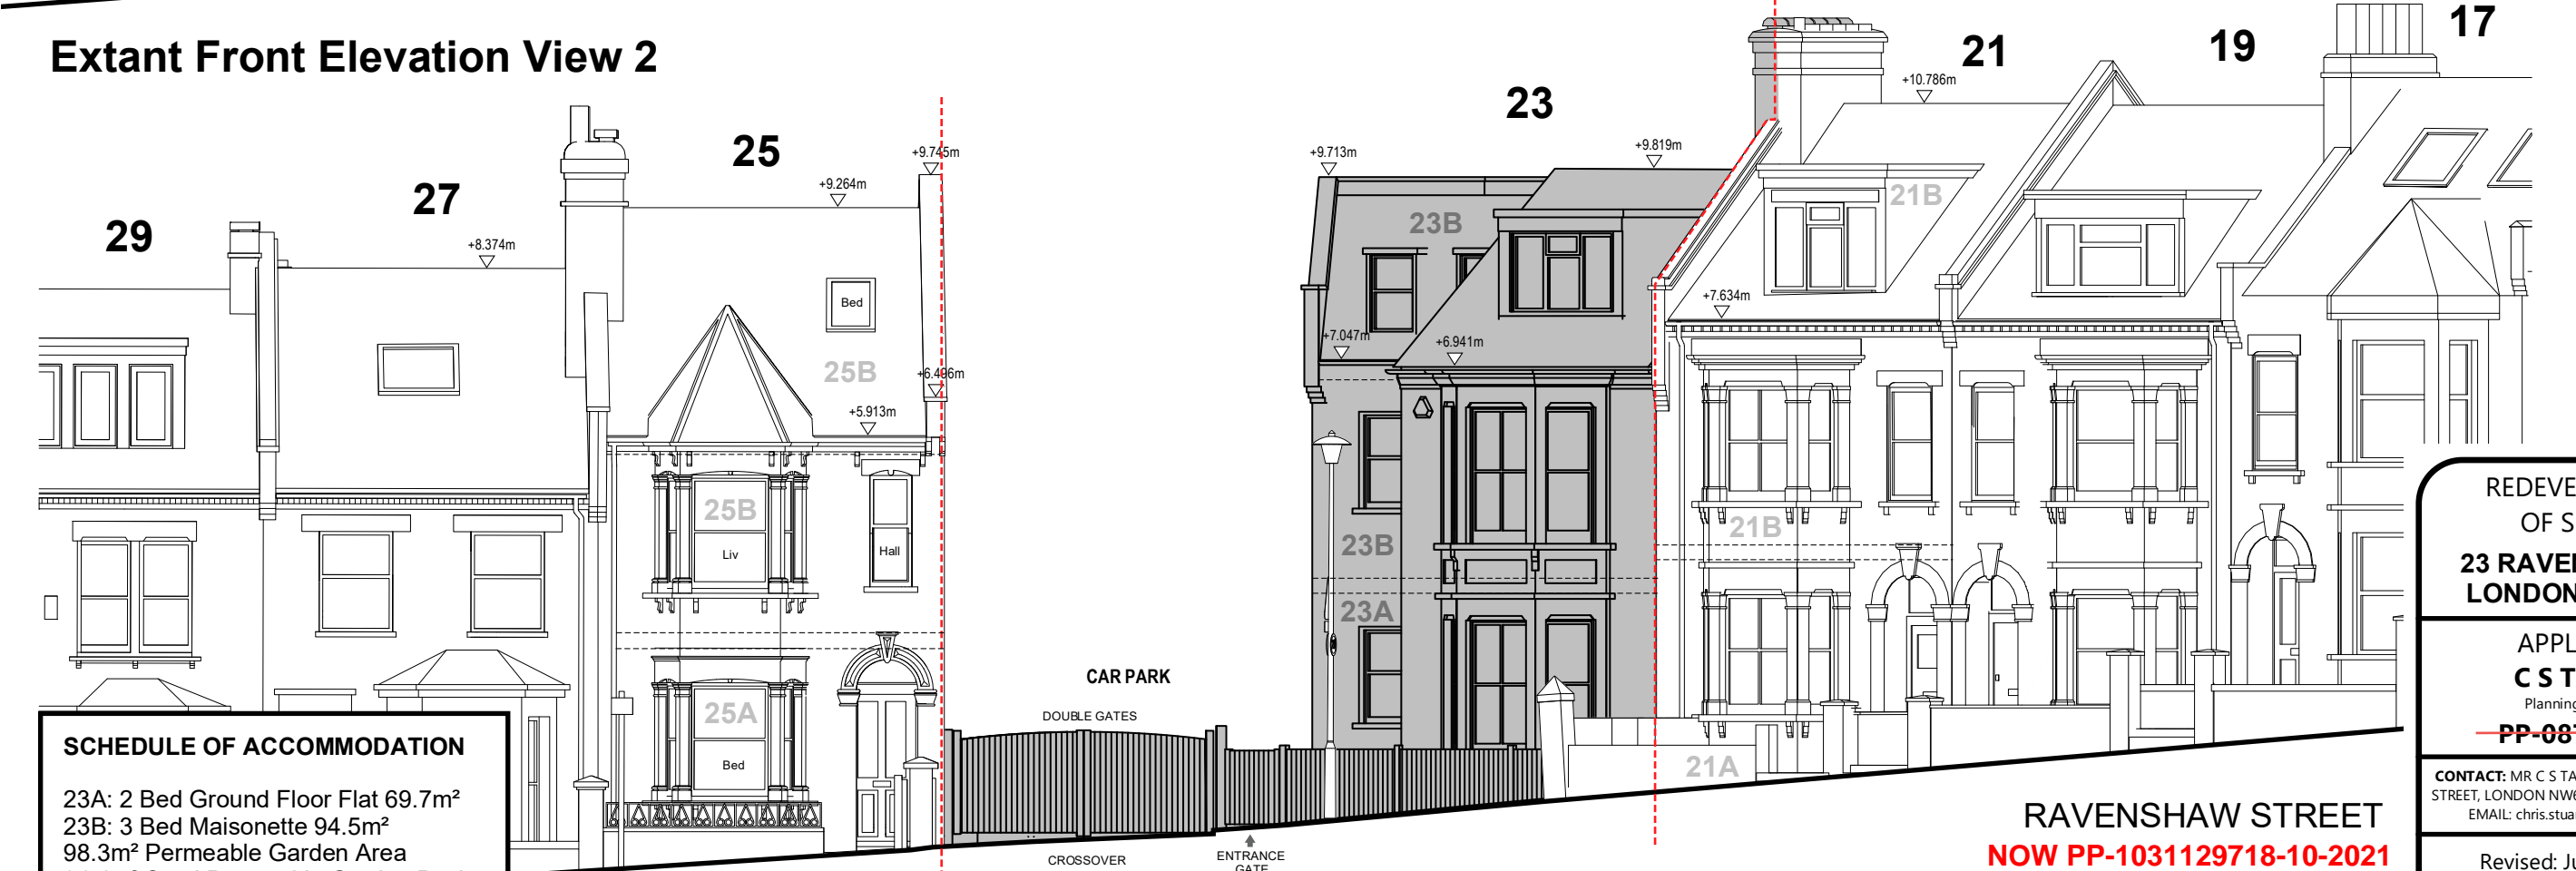 Extant Front Elevation View 2
17
21
19
+10.786m
23
25
+9.745m
+9.713m
+9.819m
27
29
+9.264m
21B
23B
+8.374m
Bed
+7.634m
+7.047m
+6.941m
25B
+5.913m
25B
Liv
Hall
21B
23B
23A
CAR PARK
25A
Bed
DOUBLE GATES
21A
CROSSOVER
ENTRANCE
GATE
SCHEDULE OF ACCOMMODATION
23A: 2 Bed Ground Floor Flat 69.7m²
23B: 3 Bed Maisonette 94.5m²
98.3m² Permeable Garden Area
RAVENSHAW STREET
NOW PP-1031129718-10-2021
REDEVE
OF S
23 RAVE
LONDON
APPL
C S T
Planning
PP-08
CONTACT: MR C S TA
STREET, LONDON NW6
EMAIL: chris.stua
Revised: Ju